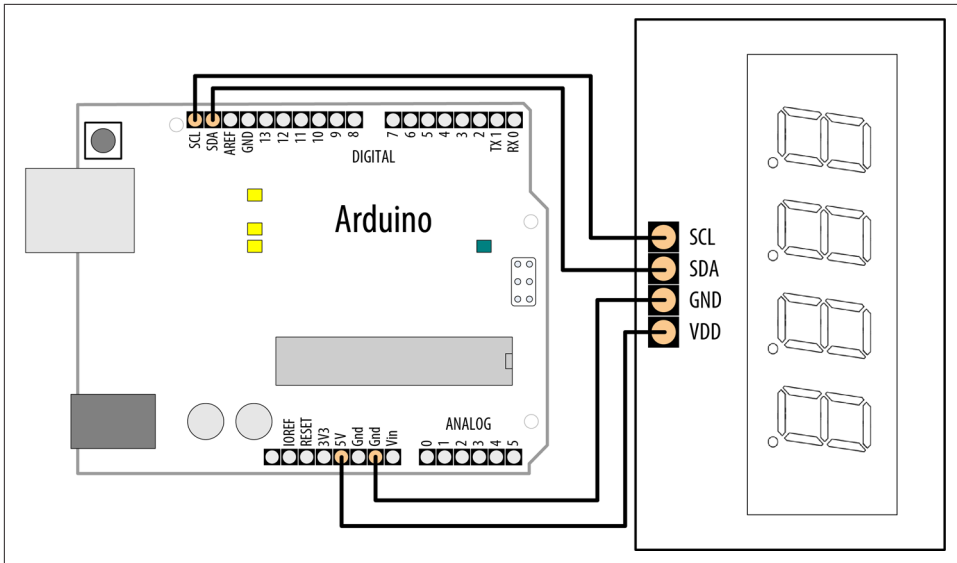 SCL
SDA
AREF
GND
13
12
11
10
9
8
7
6
5
4
3
2
TX 1
RX 0
DIGITAL
Arduino
SCL
SDA
GND
VDD
IOREF
RESET
3V3
5V
Gnd
Gnd
Vin
ANALOG
0
1
2
3
4
5